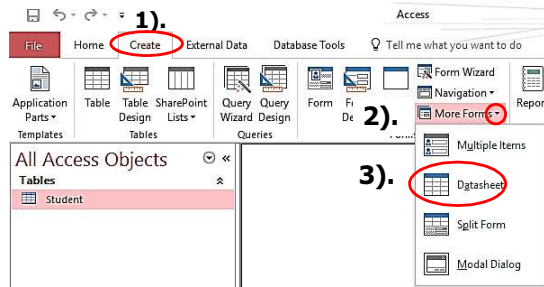 1).
Access
File Home Create External Data Database Tools Tell me what you want to do
Application Parts
Table
Table Design
SharePoint Lists
Query Wizard
Query Design
Form
Form Wizard
Navigation
More Forms
2).
Templates Tables Queries
All Access Objects
Tables
Student
3).
Multiple Items
Datasheet
Split Form
Modal Dialog